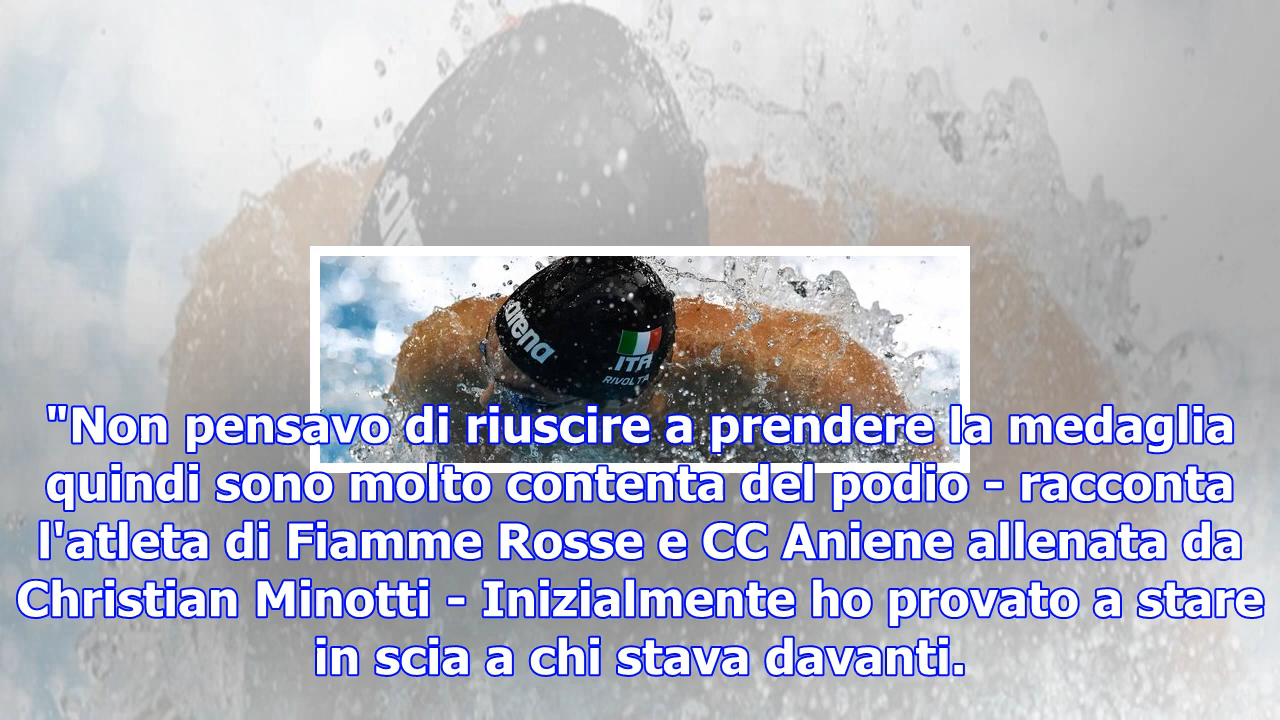 arena
ITA
RIVOLTA
"Non pensavo di riuscire a prendere la medaglia
quindi sono molto contenta del podio - racconta
l'atleta di Fiamme Rosse e CC Aniene allenata da
Christian Minotti - Inizialmente ho provato a stare
in scia a chi stava davanti.